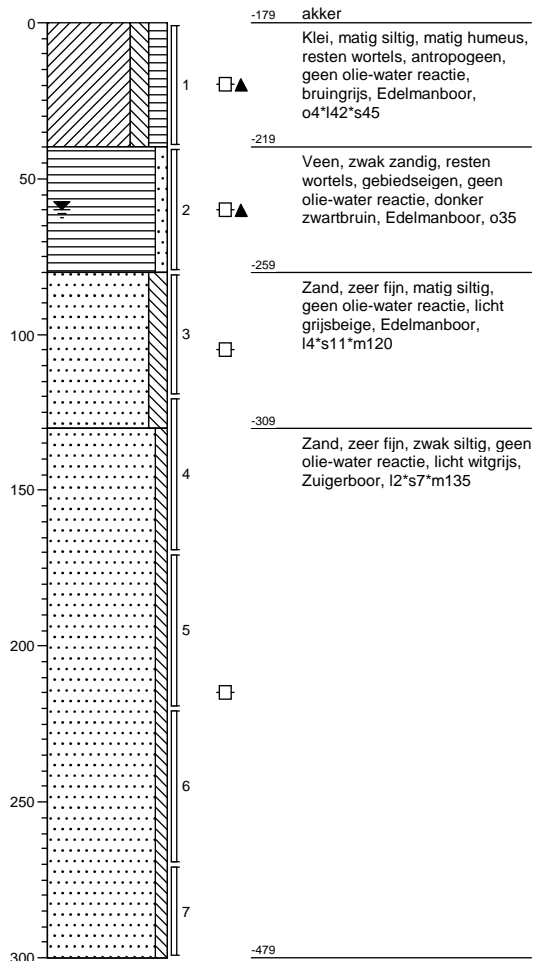 0
50
100
150
200
250
300
1
2
3
4
5
6
7
-179 akker
Klei, matig siltig, matig humeus,
resten wortels, antropogeen,
geen olie-water reactie,
bruingrijs, Edelmanboor,
o4*l42*s45
-219
Veen, zwak zandig, resten
wortels, gebiedseigen, geen
olie-water reactie, donker
zwartbruin, Edelmanboor, o35
-259
Zand, zeer fijn, matig siltig,
geen olie-water reactie, licht
grijsbeige, Edelmanboor,
l4*s11*m120
-309
Zand, zeer fijn, zwak siltig, geen
olie-water reactie, licht witgrijs,
Zuigerboor, l2*s7*m135
-479